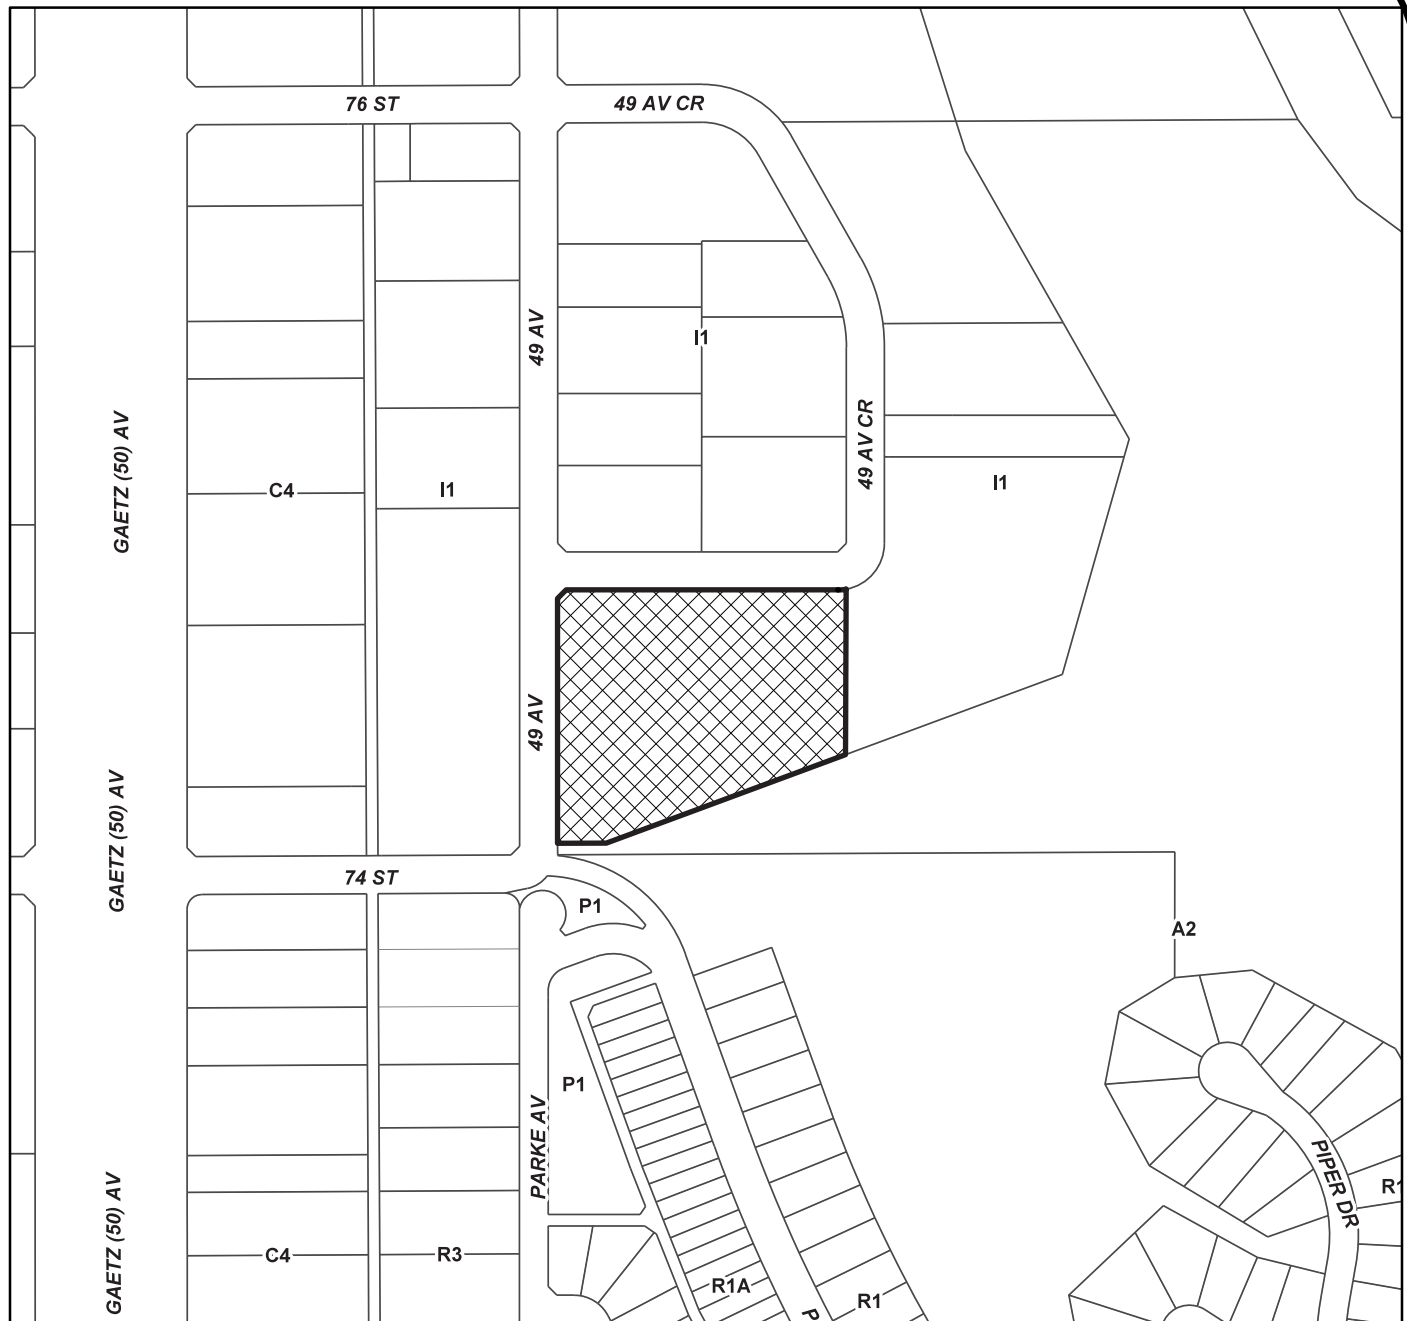 76 ST
49 AV CR
49 AV
I1
GAETZ (50) AV
49 AV CR
C4
I1
I1
49 AV
GAETZ (50) AV
74 ST
P1
A2
P1
PARKE AV
PIPER DR
R1
GAETZ (50) AV
C4
R3
R1A
R1
P